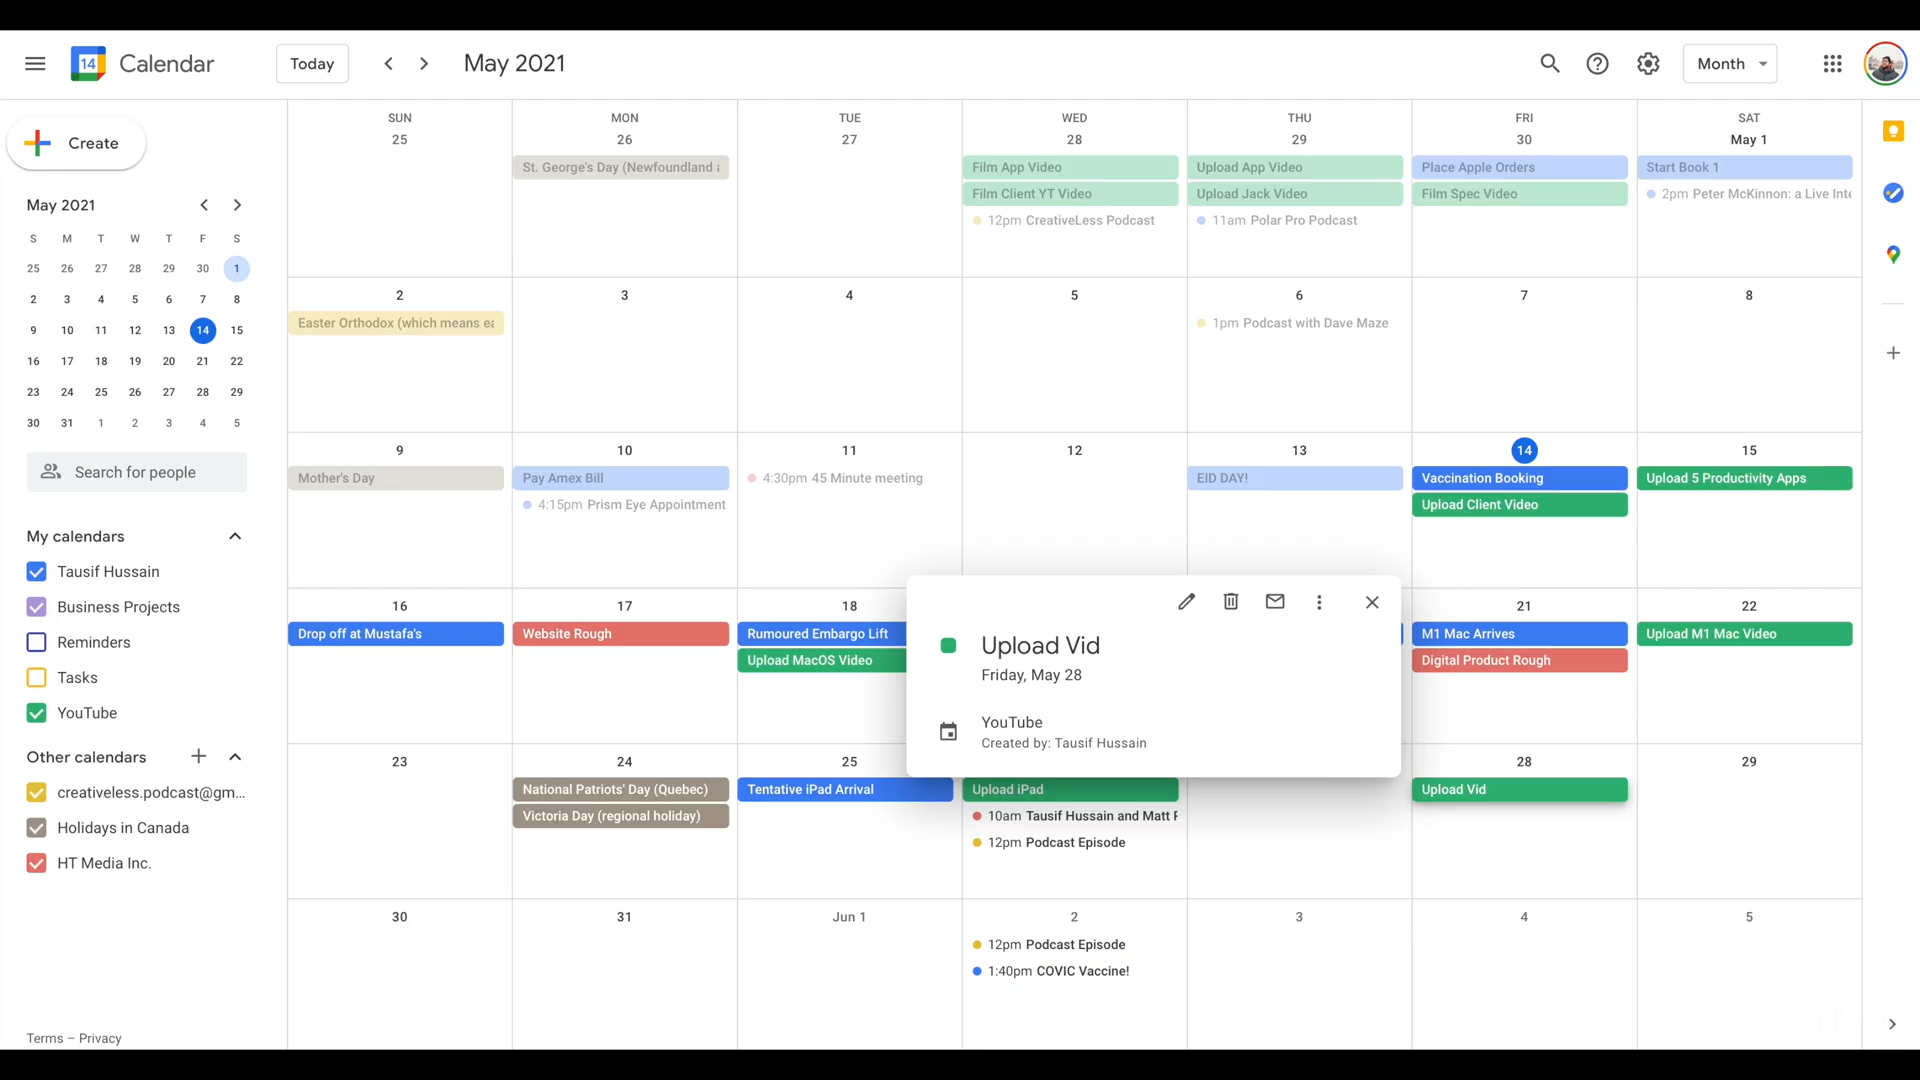 14 Calendar Today May 2021 Month
Create
May 2021
S M T W T F S
25 26 27 28 29 30 1
2 3 4 5 6 7 8
9 10 11 12 13 14 15
16 17 18 19 20 21 22
23 24 25 26 27 28 29
30 31 1 2 3 4 5
Search for people
My calendars
Tausif Hussain
Business Projects
Reminders
Tasks
YouTube
Other calendars
creativeless.podcast@gm...
Holidays in Canada
HT Media Inc.
Terms – Privacy
SUN MON TUE WED THU FRI SAT
25 26 27 28 29 30 May 1
St. George's Day (Newfoundland
Film App Video
Film Client YT Video
12pm CreativeLess Podcast
Upload App Video
Upload Jack Video
11am Polar Pro Podcast
Place Apple Orders
Film Spec Video
Start Book 1
2pm Peter McKinnon: a Live Inte
2 3 4 5 6 7 8
Easter Orthodox (which means ea
1pm Podcast with Dave Maze
9 10 11 12 13 14 15
Mother's Day
Pay Amex Bill
4:15pm Prism Eye Appointment
4:30pm 45 Minute meeting
EID DAY!
Vaccination Booking
Upload Client Video
Upload 5 Productivity Apps
16 17 18 21 22
Drop off at Mustafa's
Website Rough
Rumoured Embargo Lift
Upload MacOS Video
M1 Mac Arrives
Digital Product Rough
Upload M1 Mac Video
Upload Vid
Friday, May 28
YouTube
Created by: Tausif Hussain
23 24 25 28 29
National Patriots' Day (Quebec)
Victoria Day (regional holiday)
Tentative iPad Arrival
Upload iPad
10am Tausif Hussain and Matt
12pm Podcast Episode
Upload Vid
30 31 Jun 1 2 3 4 5
12pm Podcast Episode
1:40pm COVIC Vaccine!